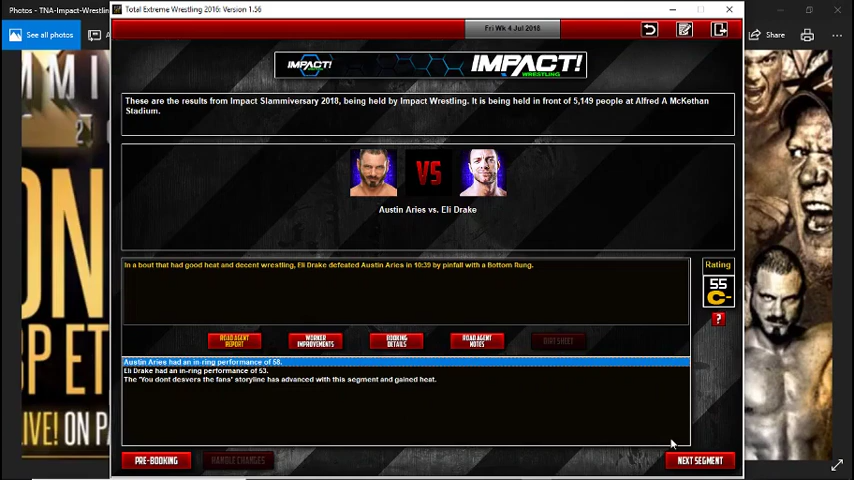 Photos - TNA-Impact-Wrestling
Total Extreme Wrestling 2016: Version 1.56
See all photos
Share
Fri Wk 4 Jul 2018
IMPACT!
WRESTLING
IMPACT!
WRESTLING
These are the results from Impact Slammiversary 2018, being held by Impact Wrestling. It is being held in front of 5,149 people at Alfred A McKethan
Stadium.
VS
Austin Aries vs. Eli Drake
In a bout that had good heat and decent wrestling, Eli Drake defeated Austin Aries in 10:39 by pinfall with a Bottom Rung.
Rating
55
C-
?
ROAD AGENT
REPORT
WORKER
IMPROVEMENTS
BOOKING
DETAILS
ROAD AGENT
NOTES
DIRT SHEET
Austin Aries had an in-ring performance of 58.
Eli Drake had an in-ring performance of 53.
The "You dont desvers the fans' storyline has advanced with this segment and gained heat.
PRE-BOOKING
HANDLE CHANGES
NEXT SEGMENT